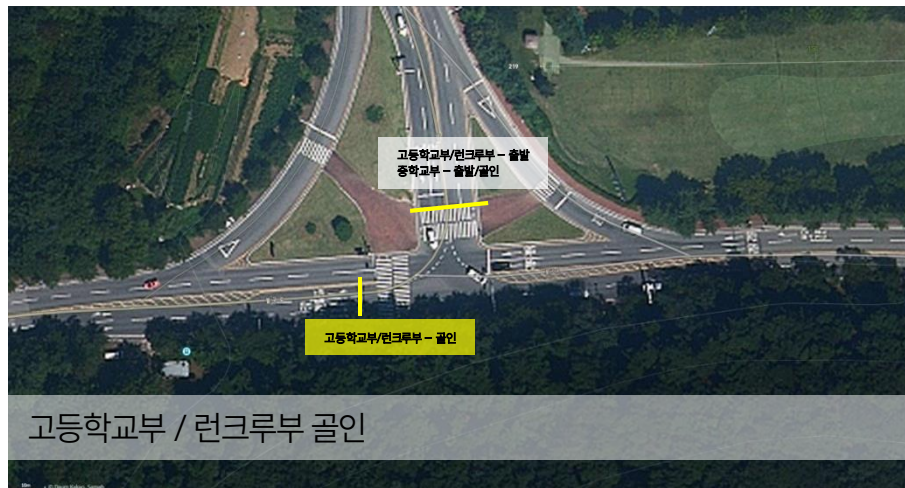 고등학교부/런크루부 – 출발
중학교부 – 출발/골인
고등학교부/런크루부 – 골인
고등학교부 / 런크루부 골인